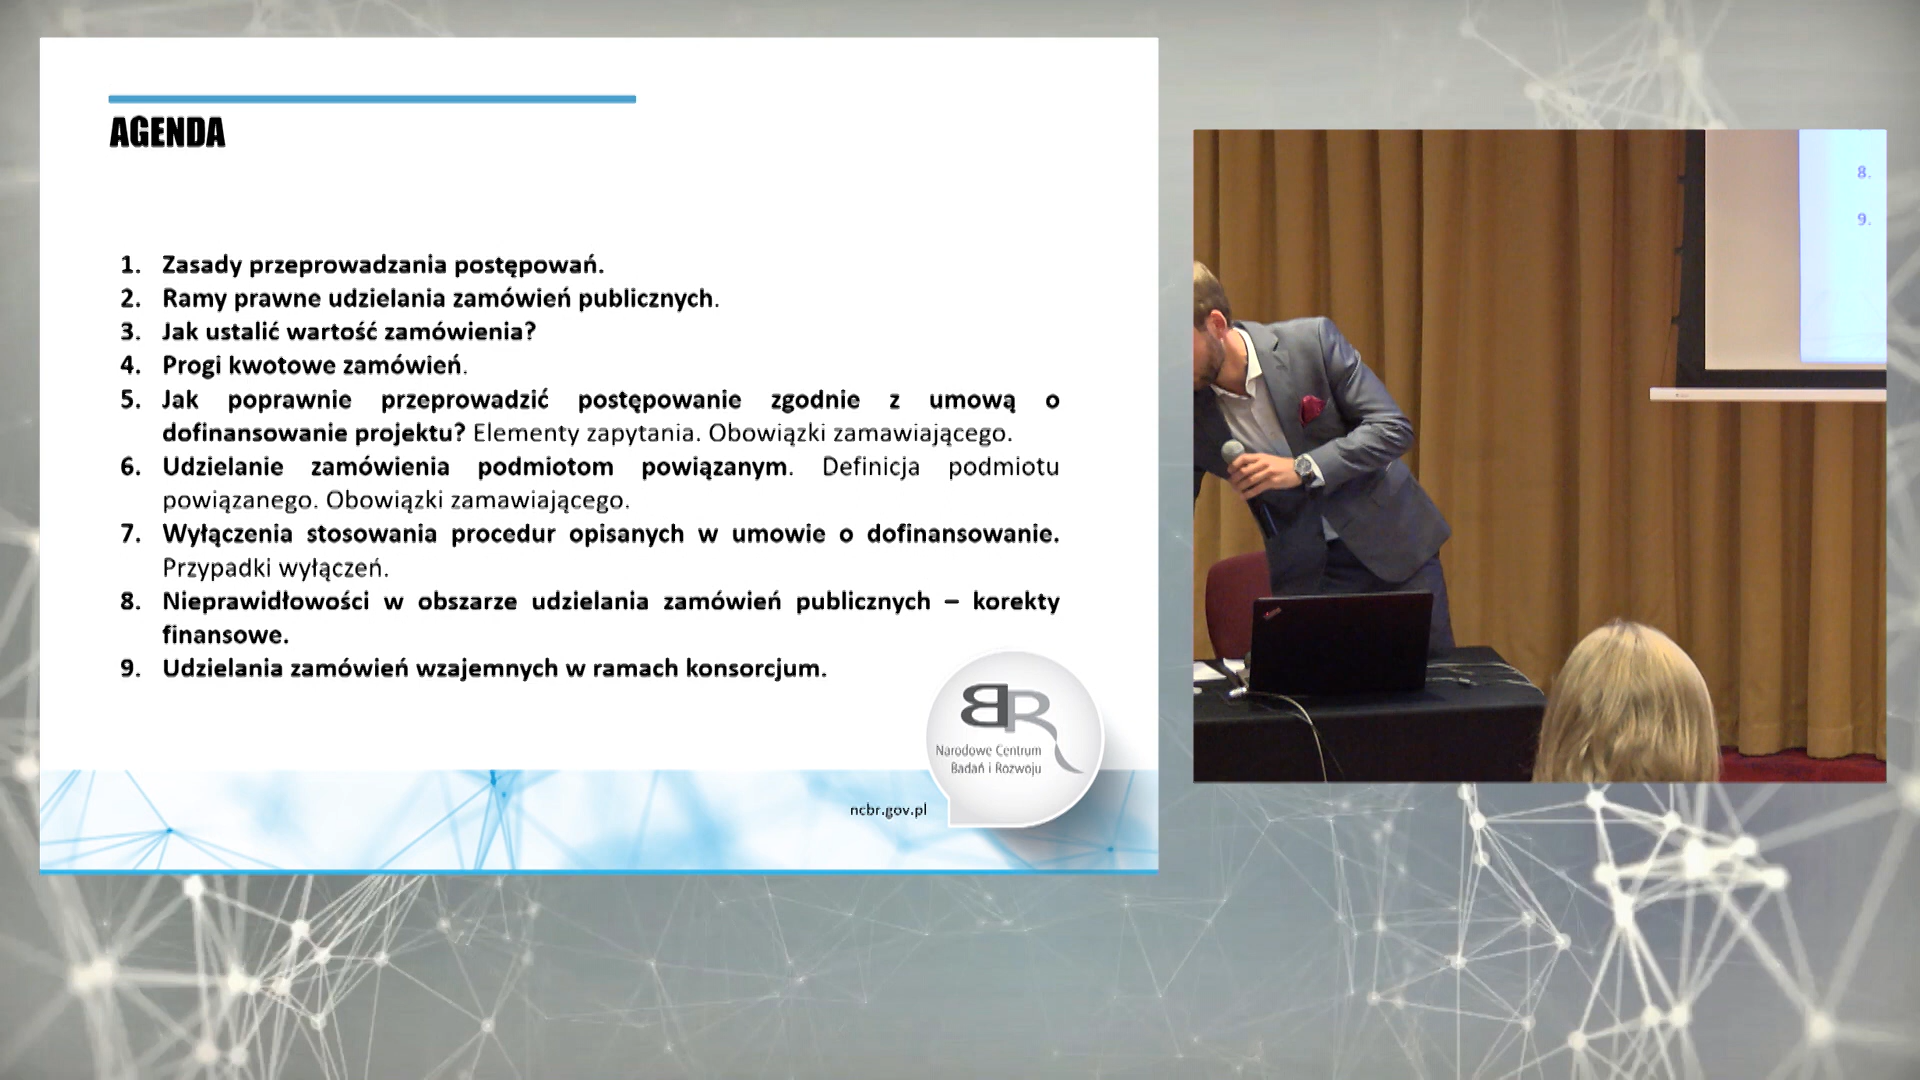 AGENDA
1. Zasady przeprowadzania postępowań.
2. Ramy prawne udzielania zamówień publicznych.
3. Jak ustalić wartość zamówienia?
4. Progi kwotowe zamówień.
5. Jak poprawnie przeprowadzić postępowanie zgodnie z umową o
dofinansowanie projektu? Elementy zapytania. Obowiązki zamawiającego.
6. Udzielanie zamówienia podmiotom powiązanym. Definicja podmiotu
powiązanego. Obowiązki zamawiającego.
7. Wyłączenia stosowania procedur opisanych w umowie o dofinansowanie.
Przypadki wyłączeń.
8. Nieprawidłowości w obszarze udzielania zamówień publicznych – korekty
finansowe.
9. Udzielania zamówień wzajemnych w ramach konsorcjum.
BR
Narodowe Centrum
Badań i Rozwoju
ncbr.gov.pl
8.
9.